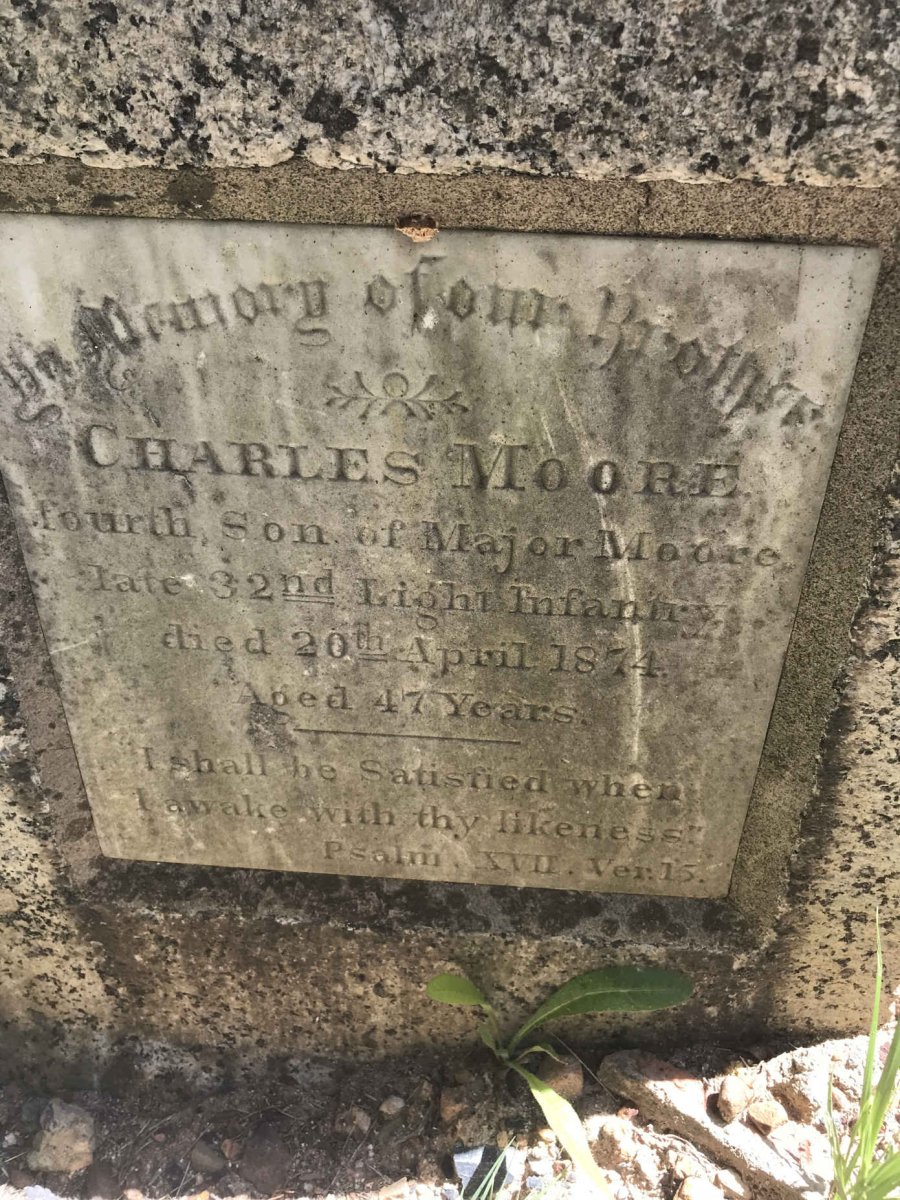 In Memory of our Brother
CHARLES MOORE
fourth Son of Major Moore
late 32nd Light Infantry
died 20th April 1874.
Aged 47 Years.
"I shall be Satisfied when
I awake with thy likeness"
Psalm. XVII. Ver: 15.